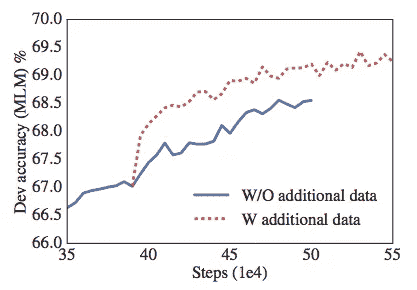 Dev accuracy (MLM) %
70.0
69.5
69.0
68.5
68.0
67.5
67.0
66.5
66.0
W/O additional data
W additional data
35 40 45 50 55
Steps (1e4)